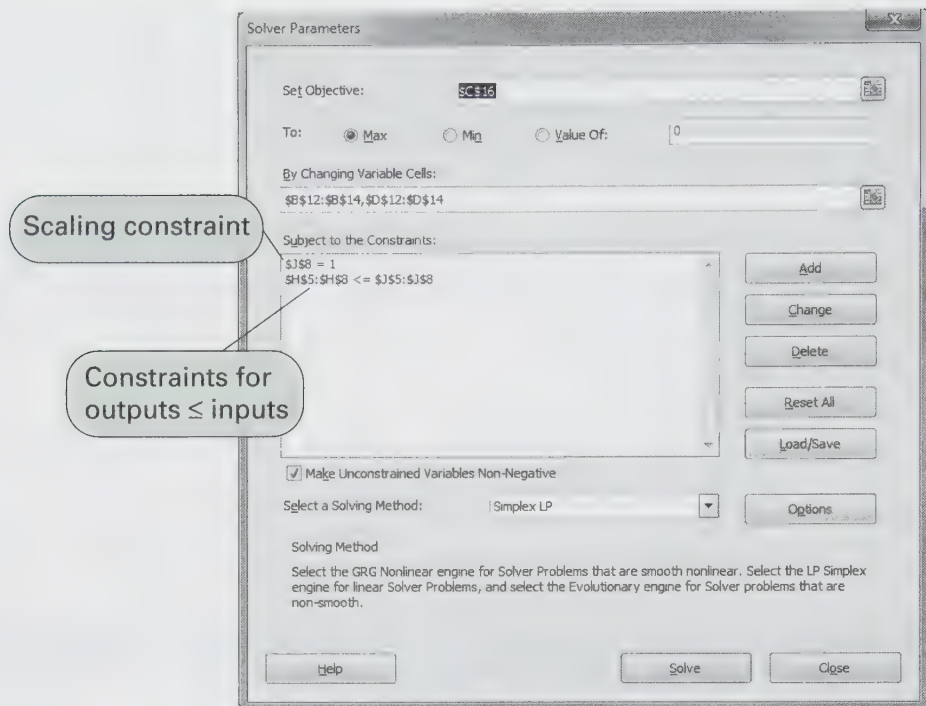 Solver Parameters
Set Objective: $C$16
To: Max Min Value Of: 0
By Changing Variable Cells:
$B$12:$B$14,$D$12:$D$14
Scaling constraint
Subject to the Constraints:
$J$8 = 1
$H$5:$H$8 <= $J$5:$J$8
Add
Change
Delete
Reset All
Load/Save
Constraints for
outputs ≤ inputs
Make Unconstrained Variables Non-Negative
Select a Solving Method: Simplex LP
Options
Solving Method
Select the GRG Nonlinear engine for Solver Problems that are smooth nonlinear. Select the LP Simplex
engine for linear Solver Problems, and select the Evolutionary engine for Solver problems that are
non-smooth.
Help Solve Close